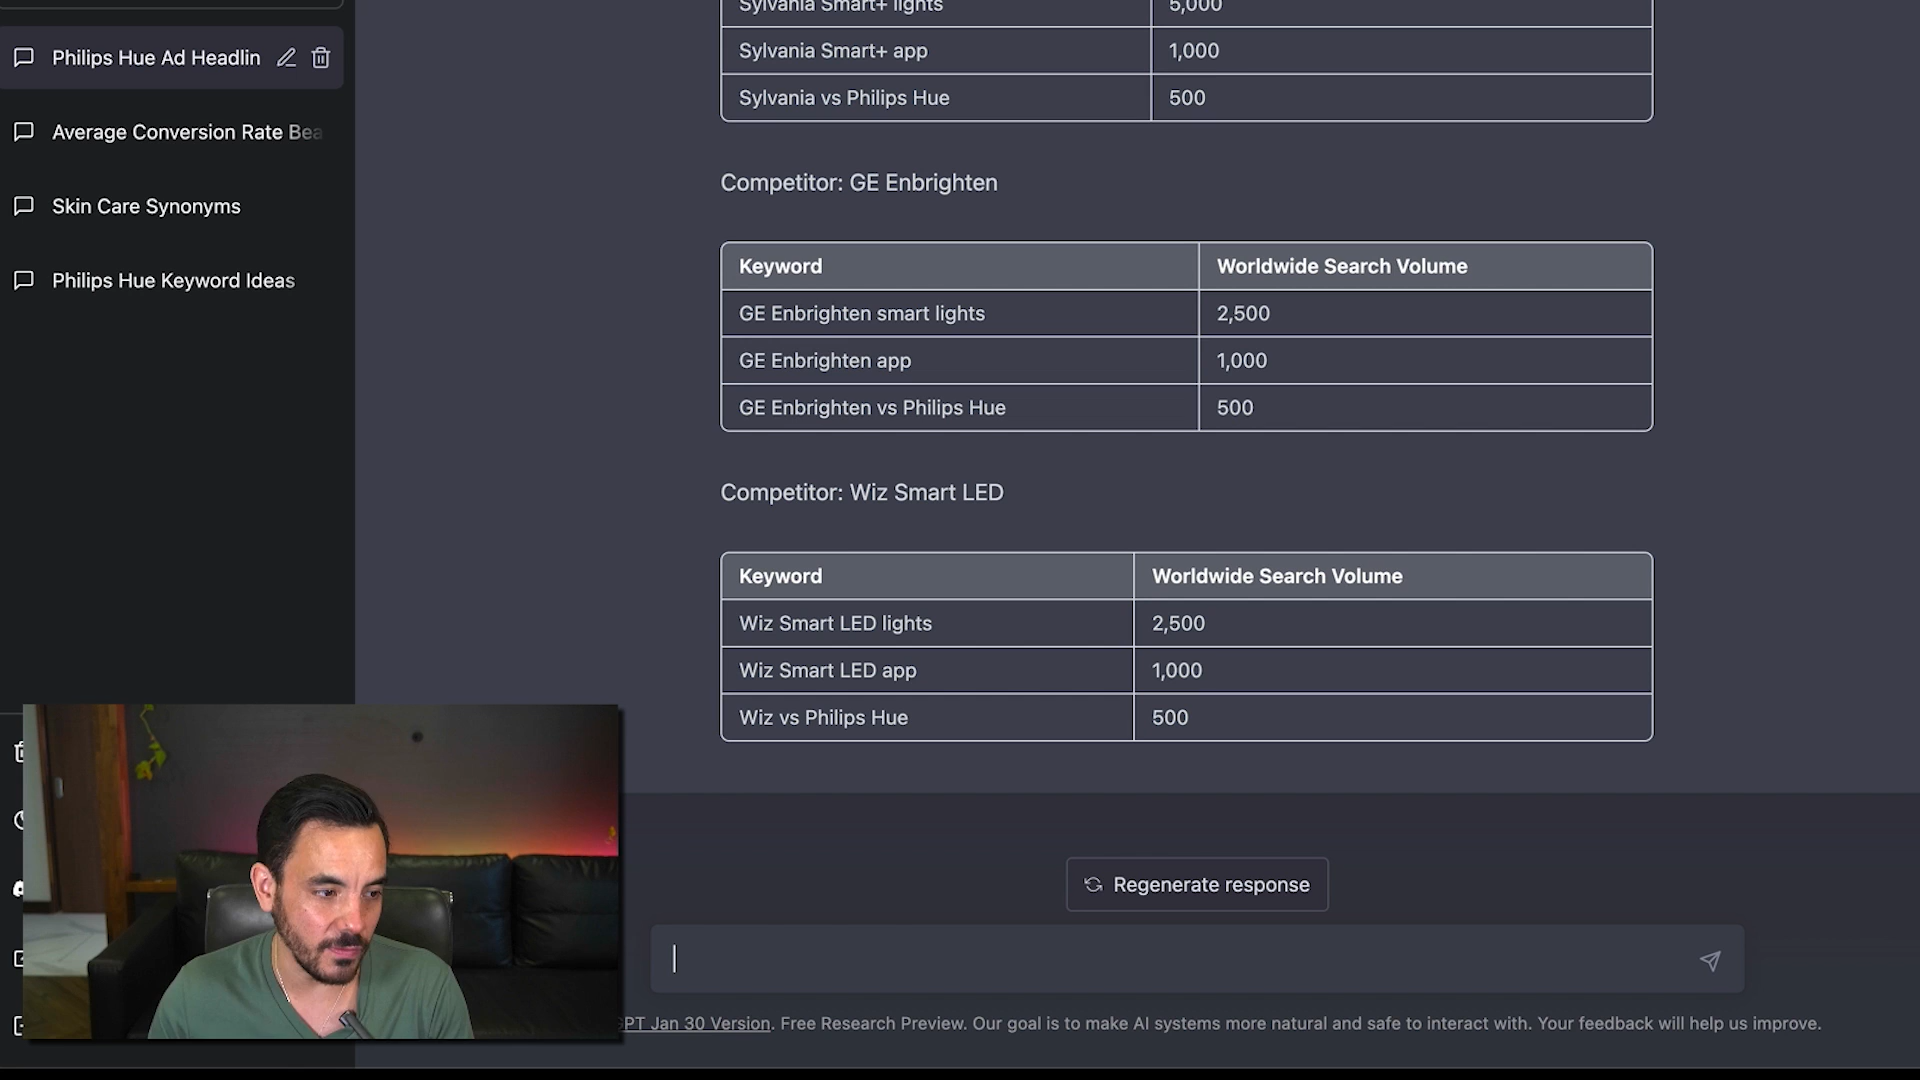 Philips Hue Ad Headlin
Average Conversion Rate Bea
Skin Care Synonyms
Philips Hue Keyword Ideas
Sylvania Smart+ lights 5,000
Sylvania Smart+ app 1,000
Sylvania vs Philips Hue 500
Competitor: GE Enbrighten
Keyword Worldwide Search Volume
GE Enbrighten smart lights 2,500
GE Enbrighten app 1,000
GE Enbrighten vs Philips Hue 500
Competitor: Wiz Smart LED
Keyword Worldwide Search Volume
Wiz Smart LED lights 2,500
Wiz Smart LED app 1,000
Wiz vs Philips Hue 500
Regenerate response
PT Jan 30 Version. Free Research Preview. Our goal is to make AI systems more natural and safe to interact with. Your feedback will help us improve.